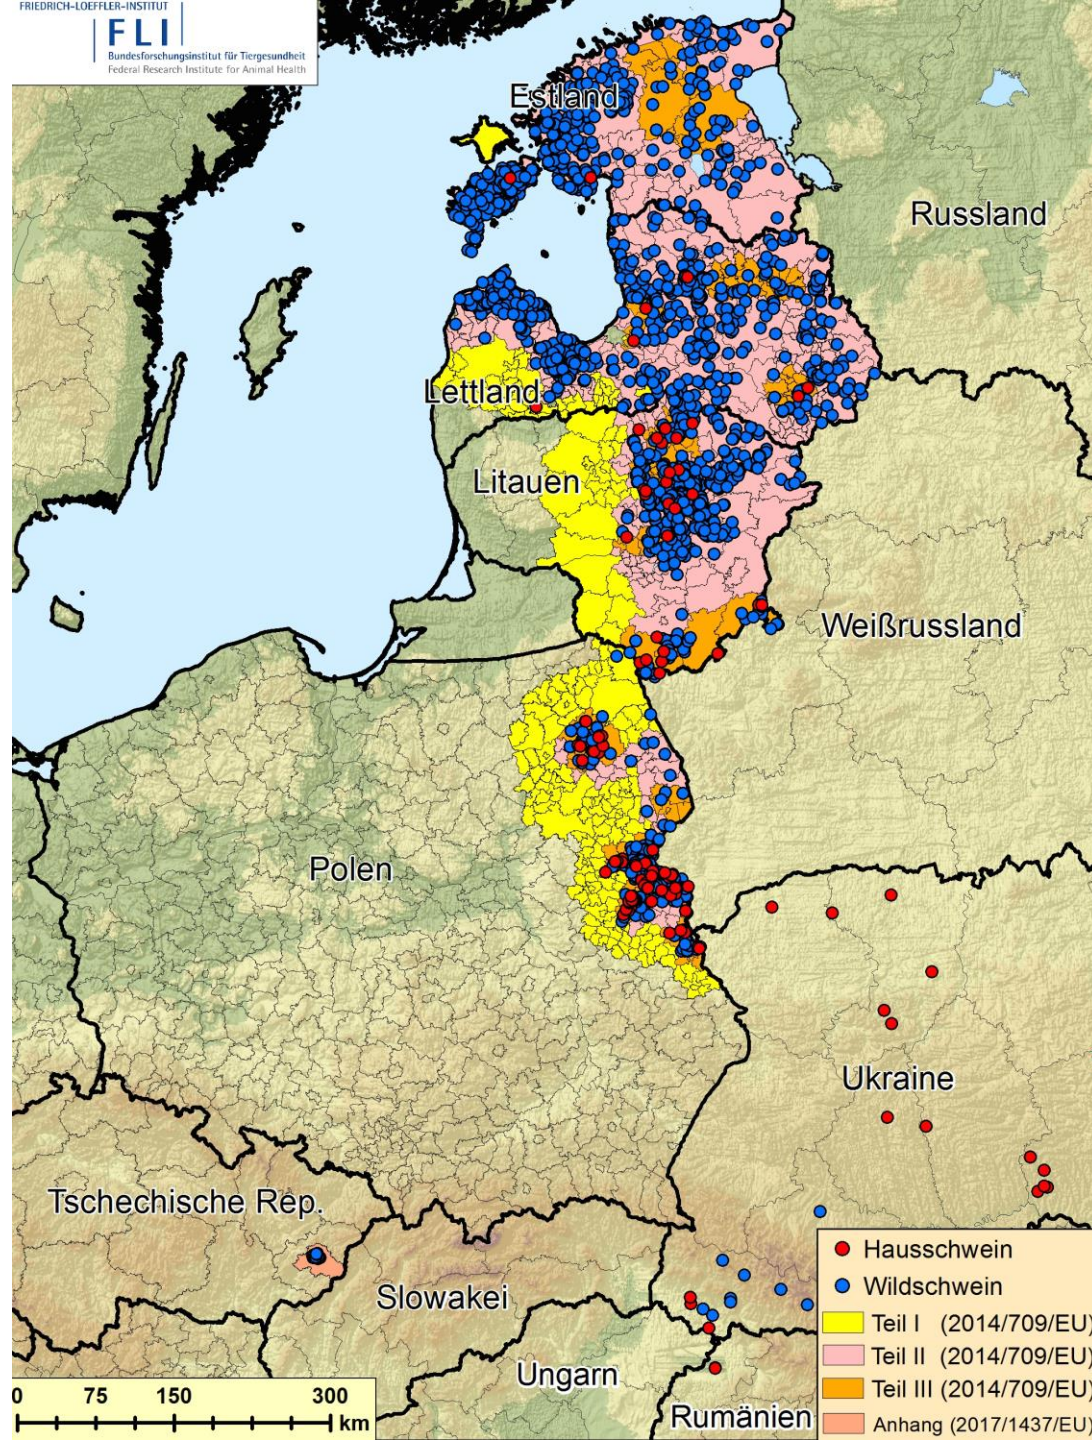 FRIEDRICH-LOEFFLER-INSTITUT
FLI
Bundesforschungsinstitut für Tiergesundheit
Federal Research Institute for Animal Health
Estland
Russland
Lettland
Litauen
Weißrussland
Polen
Ukraine
Tschechische Rep.
Slowakei
Ungarn
Rumänien
Hausschwein
Wildschwein
Teil I (2014/709/EU)
Teil II (2014/709/EU)
Teil III (2014/709/EU)
Anhang (2017/1437/EU)
0 75 150 300
km